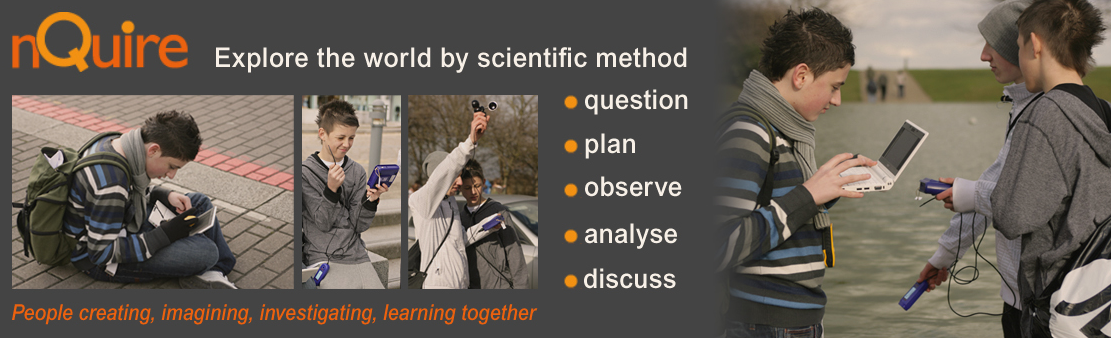 nQuire
Explore the world by scientific method
question
plan
observe
analyse
discuss
People creating, imagining, investigating, learning together